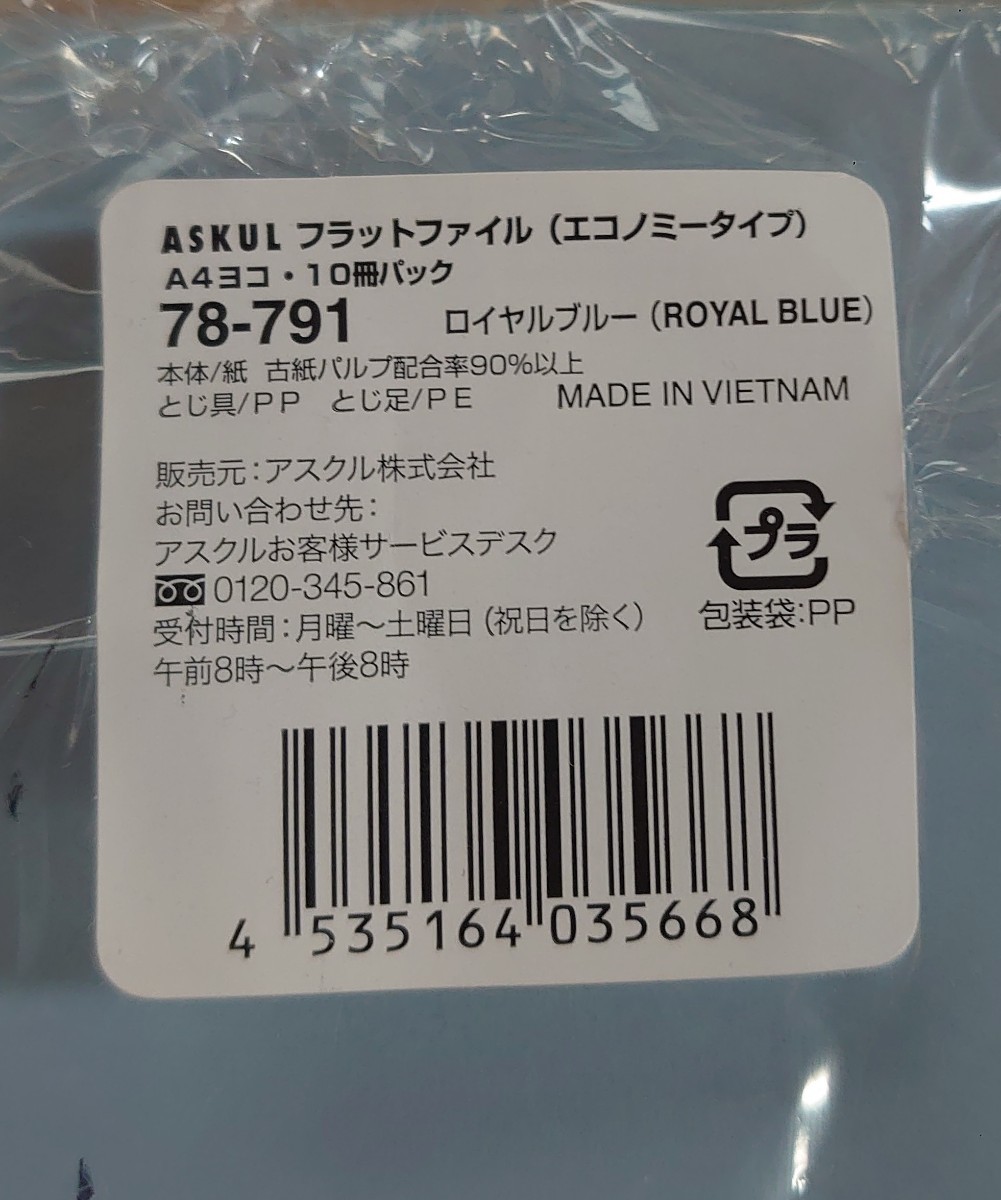 ASKUL フラットファイル（エコノミータイプ）
A4ヨコ・10冊パック
78-791 ロイヤルブルー（ROYAL BLUE）
本体/紙 古紙パルプ配合率90%以上
とじ具/PP とじ足/PE MADE IN VIETNAM
販売元：アスクル株式会社
お問い合わせ先：
アスクルお客様サービスデスク
0120-345-861
受付時間：月曜～土曜日（祝日を除く）
午前8時～午後8時
プラ
包装袋：PP
4 535164 035668